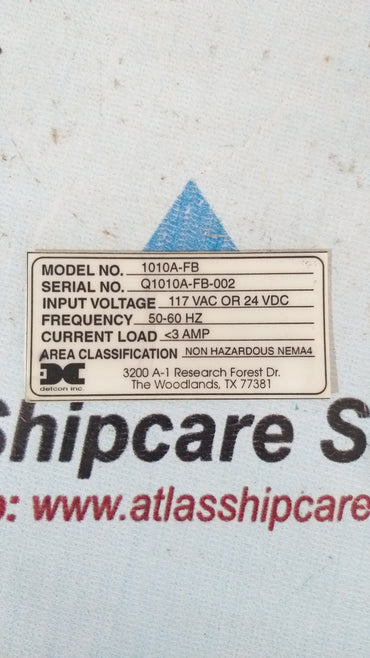 MODEL NO. 1010A-FB
SERIAL NO. Q1010A-FB-002
INPUT VOLTAGE 117 VAC OR 24 VDC
FREQUENCY 50-60 HZ
CURRENT LOAD <3 AMP
AREA CLASSIFICATION NON HAZARDOUS NEMA4
detcon inc.
3200 A-1 Research Forest Dr.
The Woodlands, TX 77381
Shipcare S
: www.atlasshipcare